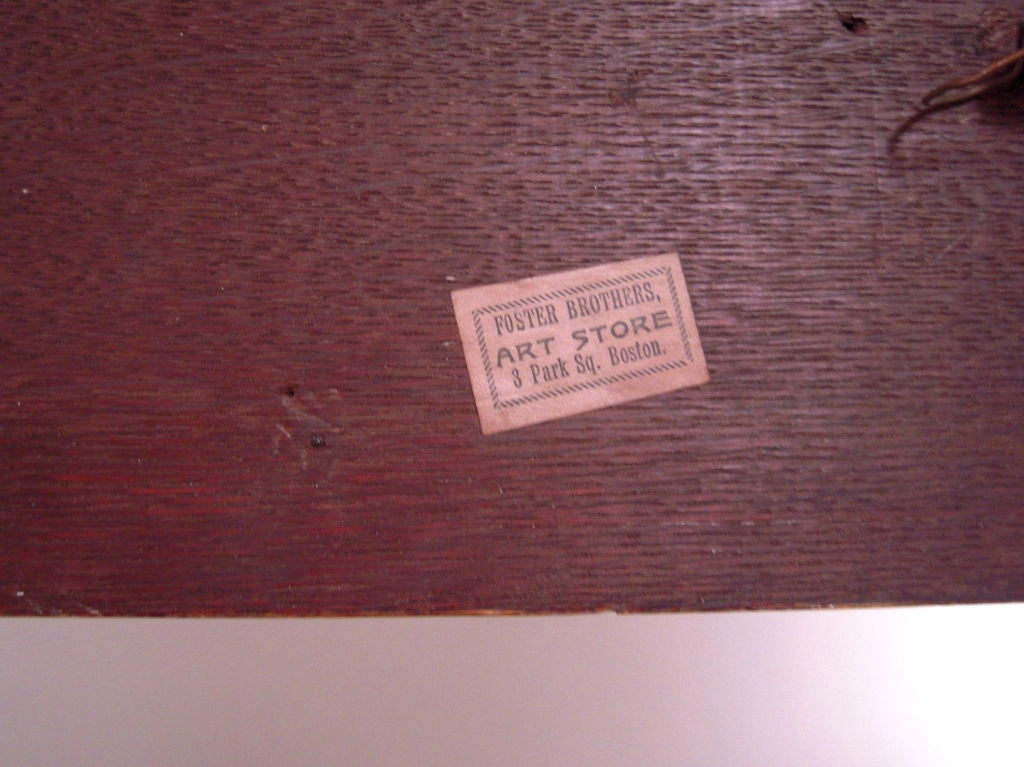 FOSTER BROTHERS,
ART STORE
3 Park Sq. Boston.